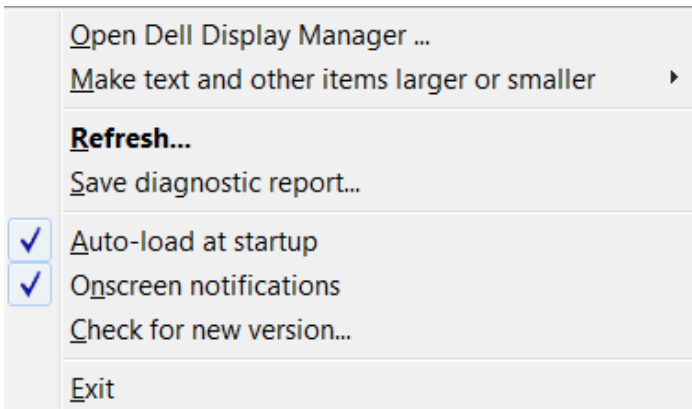 Open Dell Display Manager ...
Make text and other items larger or smaller
Refresh...
Save diagnostic report...
Auto-load at startup
Onscreen notifications
Check for new version...
Exit